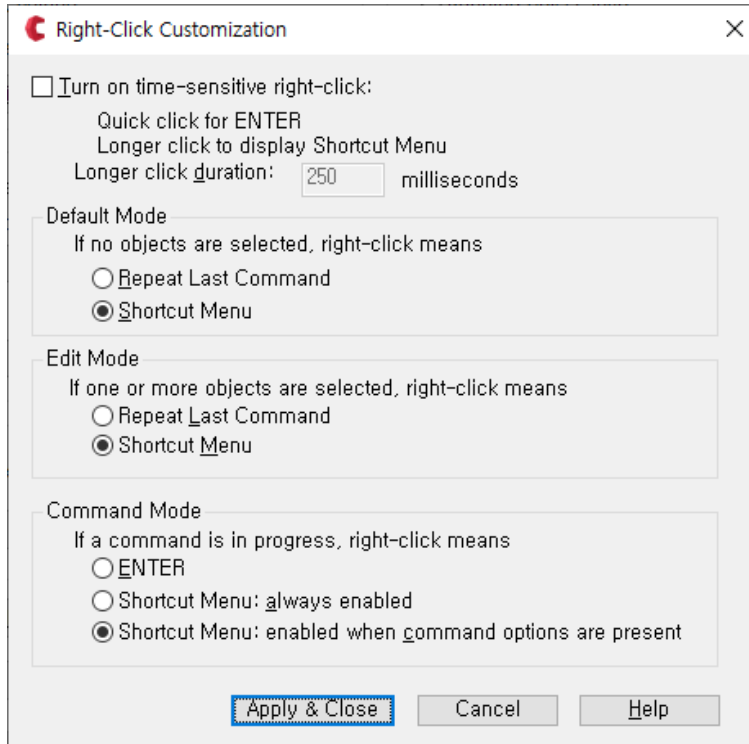 Right-Click Customization
Turn on time-sensitive right-click:
Quick click for ENTER
Longer click to display Shortcut Menu
Longer click duration: 250 milliseconds
Default Mode
If no objects are selected, right-click means
Repeat Last Command
Shortcut Menu
Edit Mode
If one or more objects are selected, right-click means
Repeat Last Command
Shortcut Menu
Command Mode
If a command is in progress, right-click means
ENTER
Shortcut Menu: always enabled
Shortcut Menu: enabled when command options are present
Apply & Close Cancel Help